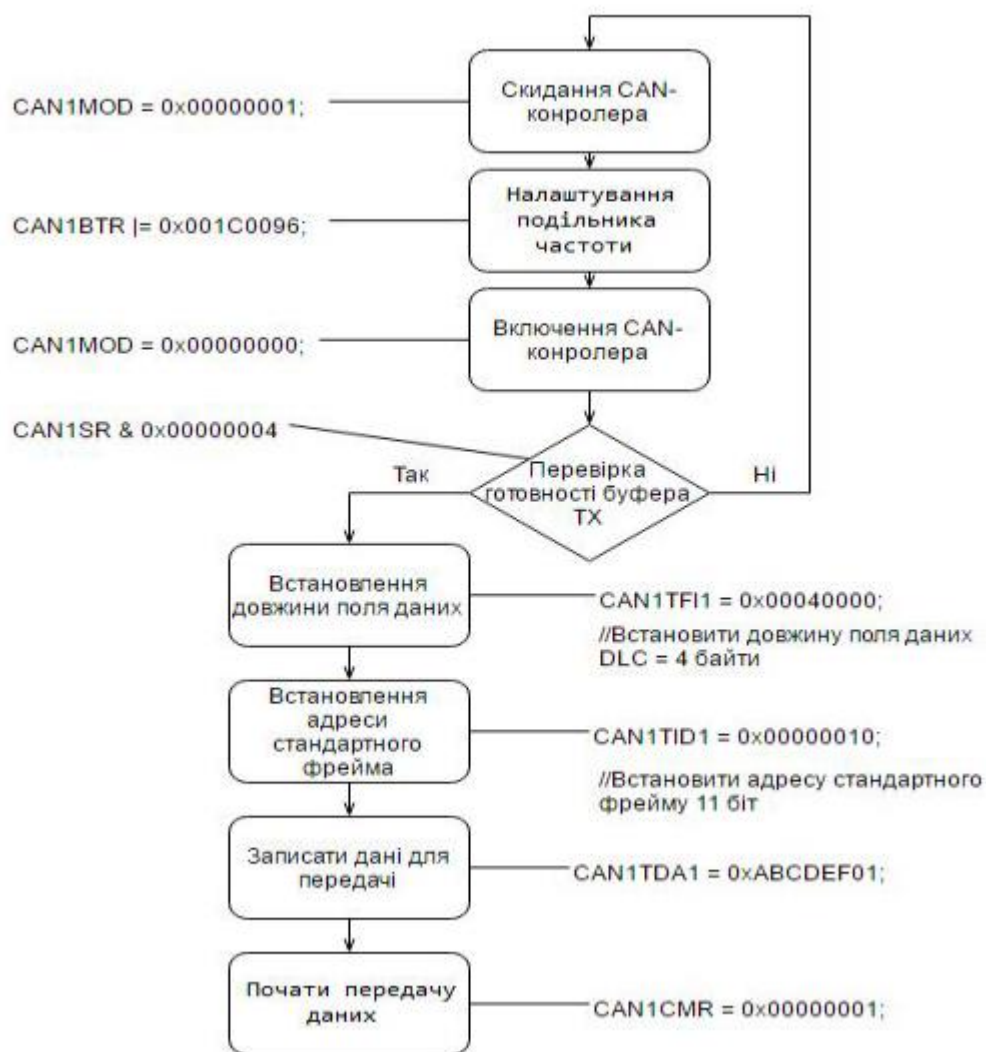 Скидання CAN-
конролера
CAN1MOD = 0x00000001;
Налаштування
подільника
частоти
CAN1BTR |= 0x001C0096;
Включення CAN-
конролера
CAN1MOD = 0x00000000;
CAN1SR & 0x00000004
Перевірка
готовності буфера
TX
Так
Ні
Встановлення
довжини поля даних
CAN1TFI1 = 0x00040000;
//Встановити довжину поля даних
DLC = 4 байти
Встановлення
адреси
стандартного
фрейма
CAN1TID1 = 0x00000010;
//Встановити адресу стандартного
фрейму 11 біт
Записати дані для
передачі
CAN1TDA1 = 0xABCDEF01;
Почати передачу
даних
CAN1CMR = 0x00000001;